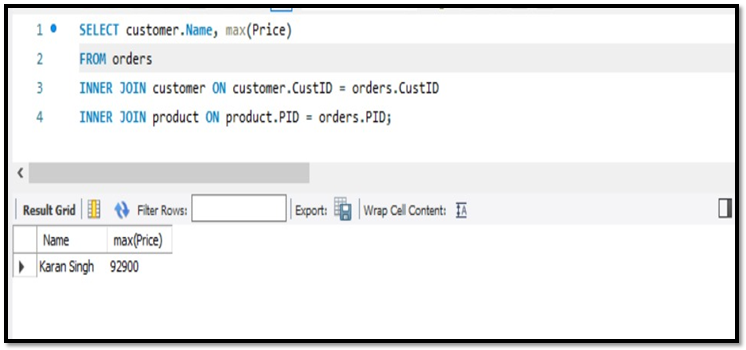 1 SELECT customer.Name, max(Price)
2 FROM orders
3 INNER JOIN customer ON customer.CustID = orders.CustID
4 INNER JOIN product ON product.PID = orders.PID;
Result Grid Filter Rows: Export: Wrap Cell Content:
Name max(Price)
Karan Singh 92900